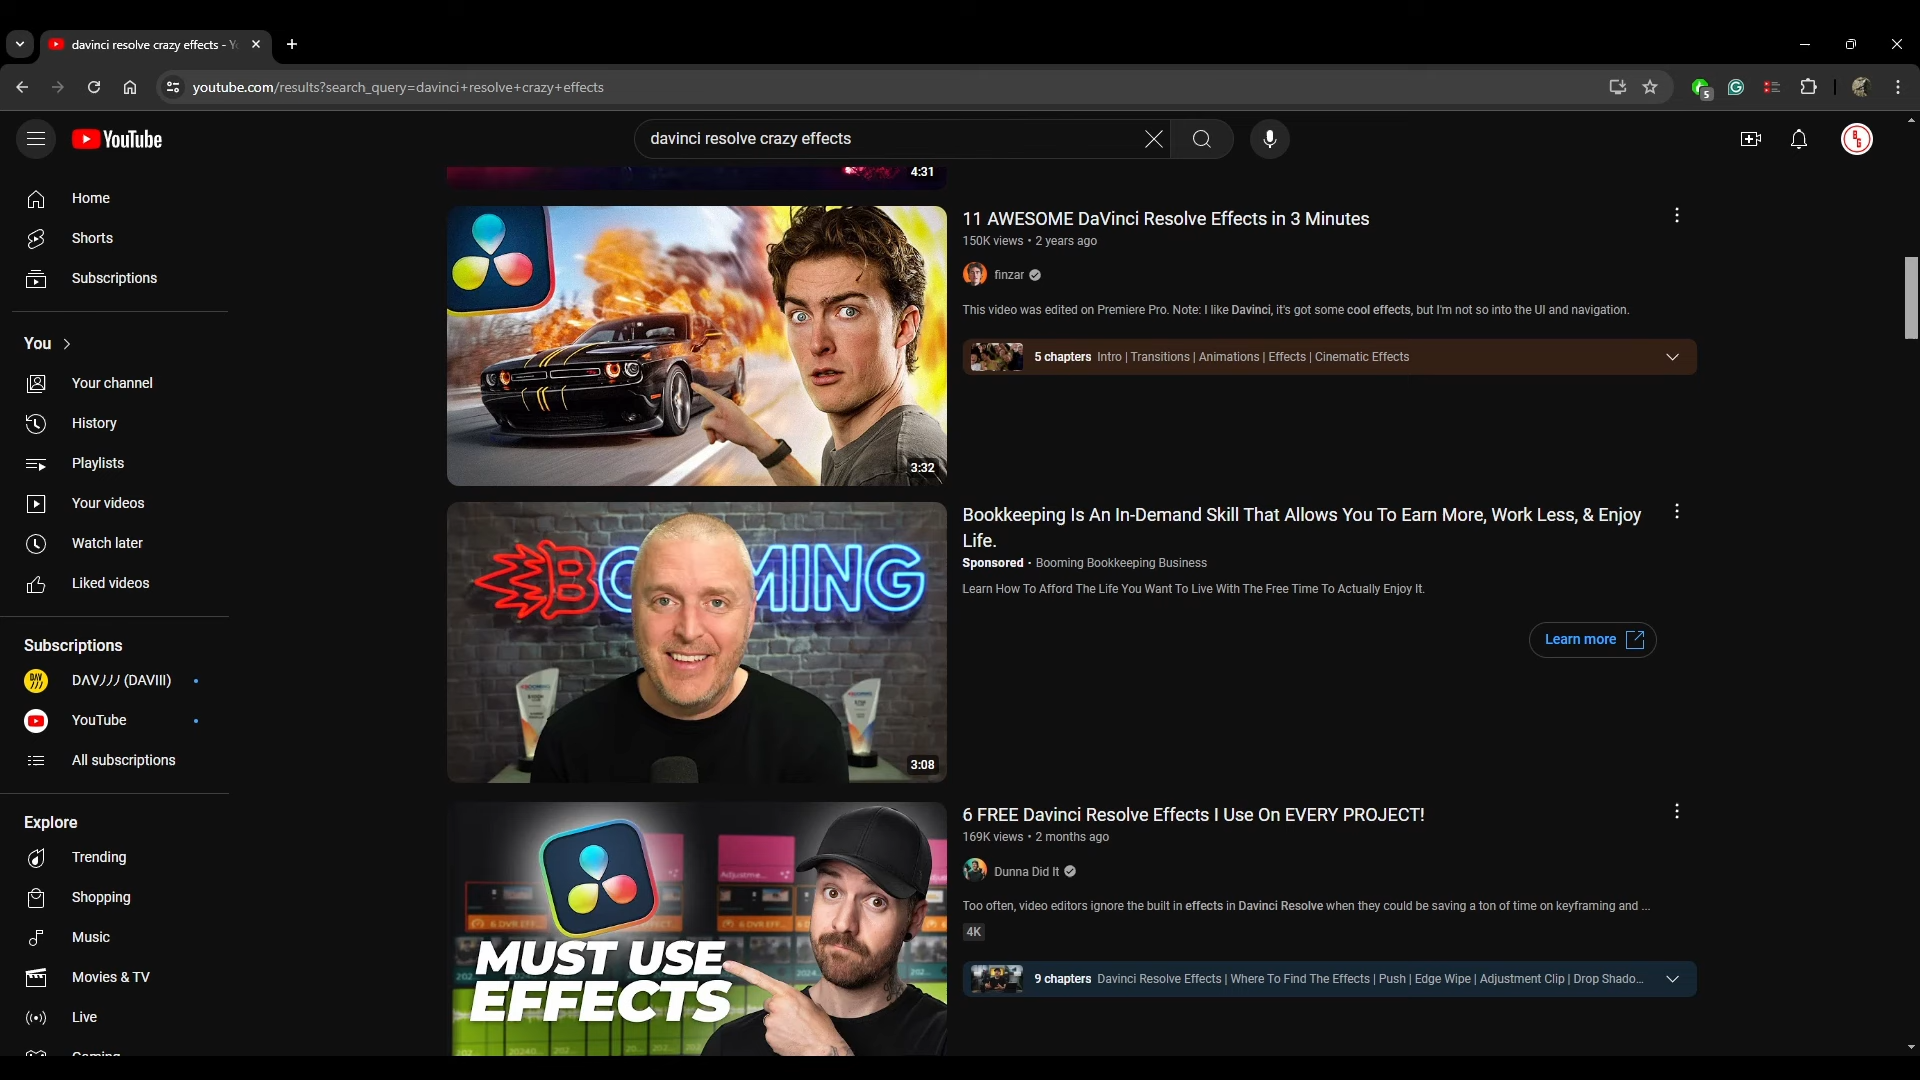 davinci resolve crazy effects - Y
youtube.com/results?search_query=davinci+resolve+crazy+effects
5
YouTube
davinci resolve crazy effects
Home
Shorts
Subscriptions
You
Your channel
History
Playlists
Your videos
Watch later
Liked videos
Subscriptions
DAV
DΛVノノノ (DAVIII)
YouTube
All subscriptions
Explore
Trending
Shopping
Music
Movies & TV
Live
Gaming
4:31
3:32
11 AWESOME DaVinci Resolve Effects in 3 Minutes
150K views • 2 years ago
finzar
This video was edited on Premiere Pro. Note: I like Davinci, it's got some cool effects, but I'm not so into the UI and navigation.
5 chapters Intro | Transitions | Animations | Effects | Cinematic Effects
BOOMING
3:08
Bookkeeping Is An In-Demand Skill That Allows You To Earn More, Work Less, & Enjoy
Life.
Sponsored · Booming Bookkeeping Business
Learn How To Afford The Life You Want To Live With The Free Time To Actually Enjoy It.
Learn more
MUST USE
EFFECTS
6 FREE Davinci Resolve Effects I Use On EVERY PROJECT!
169K views • 2 months ago
Dunna Did It
Too often, video editors ignore the built in effects in Davinci Resolve when they could be saving a ton of time on keyframing and ...
4K
9 chapters Davinci Resolve Effects | Where To Find The Effects | Push | Edge Wipe | Adjustment Clip | Drop Shado...